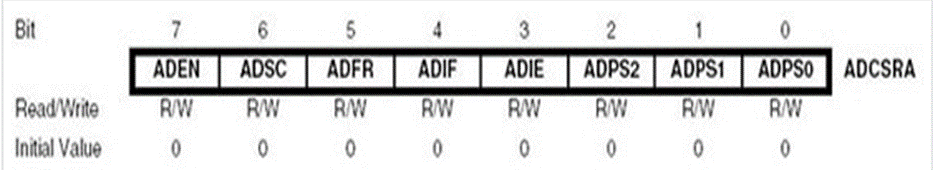 Bit 7 6 5 4 3 2 1 0
ADEN ADSC ADFR ADIF ADIE ADPS2 ADPS1 ADPS0 ADCSRA
Read/Write R/W R/W R/W R/W R/W R/W R/W R/W
Initial Value 0 0 0 0 0 0 0 0